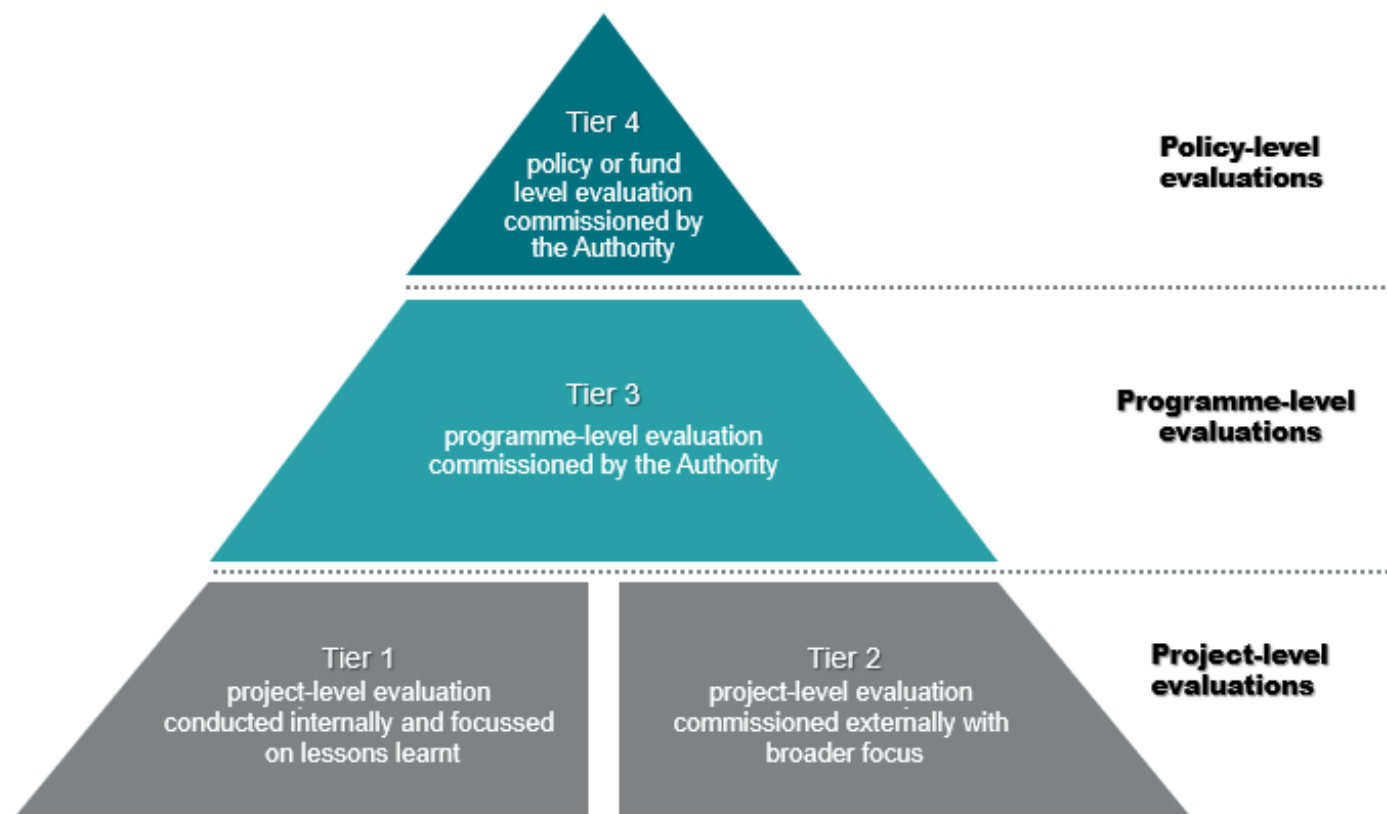 Tier 4
policy or fund
level evaluation
commissioned by
the Authority
Policy-level
evaluations
Tier 3
programme-level evaluation
commissioned by the Authority
Programme-level
evaluations
Tier 1
project-level evaluation
conducted internally and focussed
on lessons learnt
Tier 2
project-level evaluation
commissioned externally with
broader focus
Project-level
evaluations